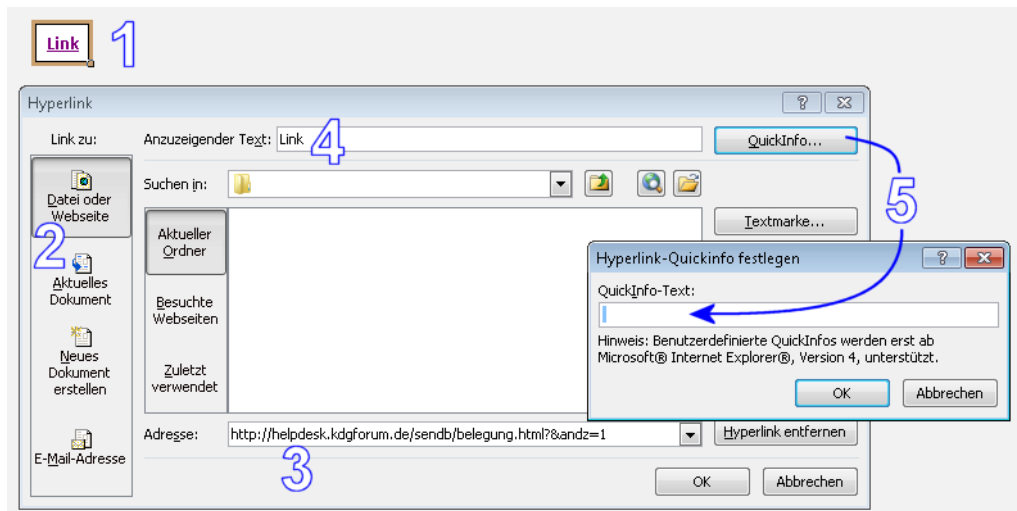 Link 1
Hyperlink
Link zu:
Anzuzeigender Text: Link 4
QuickInfo...
5
Datei oder
Webseite
2
Suchen in:
Textmarke...
Aktueller
Ordner
Aktuelles
Dokument
Besuchte
Webseiten
Neues
Dokument
erstellen
Zuletzt
verwendet
Hyperlink-Quickinfo festlegen
QuickInfo-Text:
Hinweis: Benutzerdefinierte QuickInfos werden erst ab
Microsoft® Internet Explorer®, Version 4, unterstützt.
OK Abbrechen
E-Mail-Adresse
Adresse: http://helpdesk.kdgforum.de/sendb/belegung.html?&andz=1
Hyperlink entfernen
3
OK Abbrechen